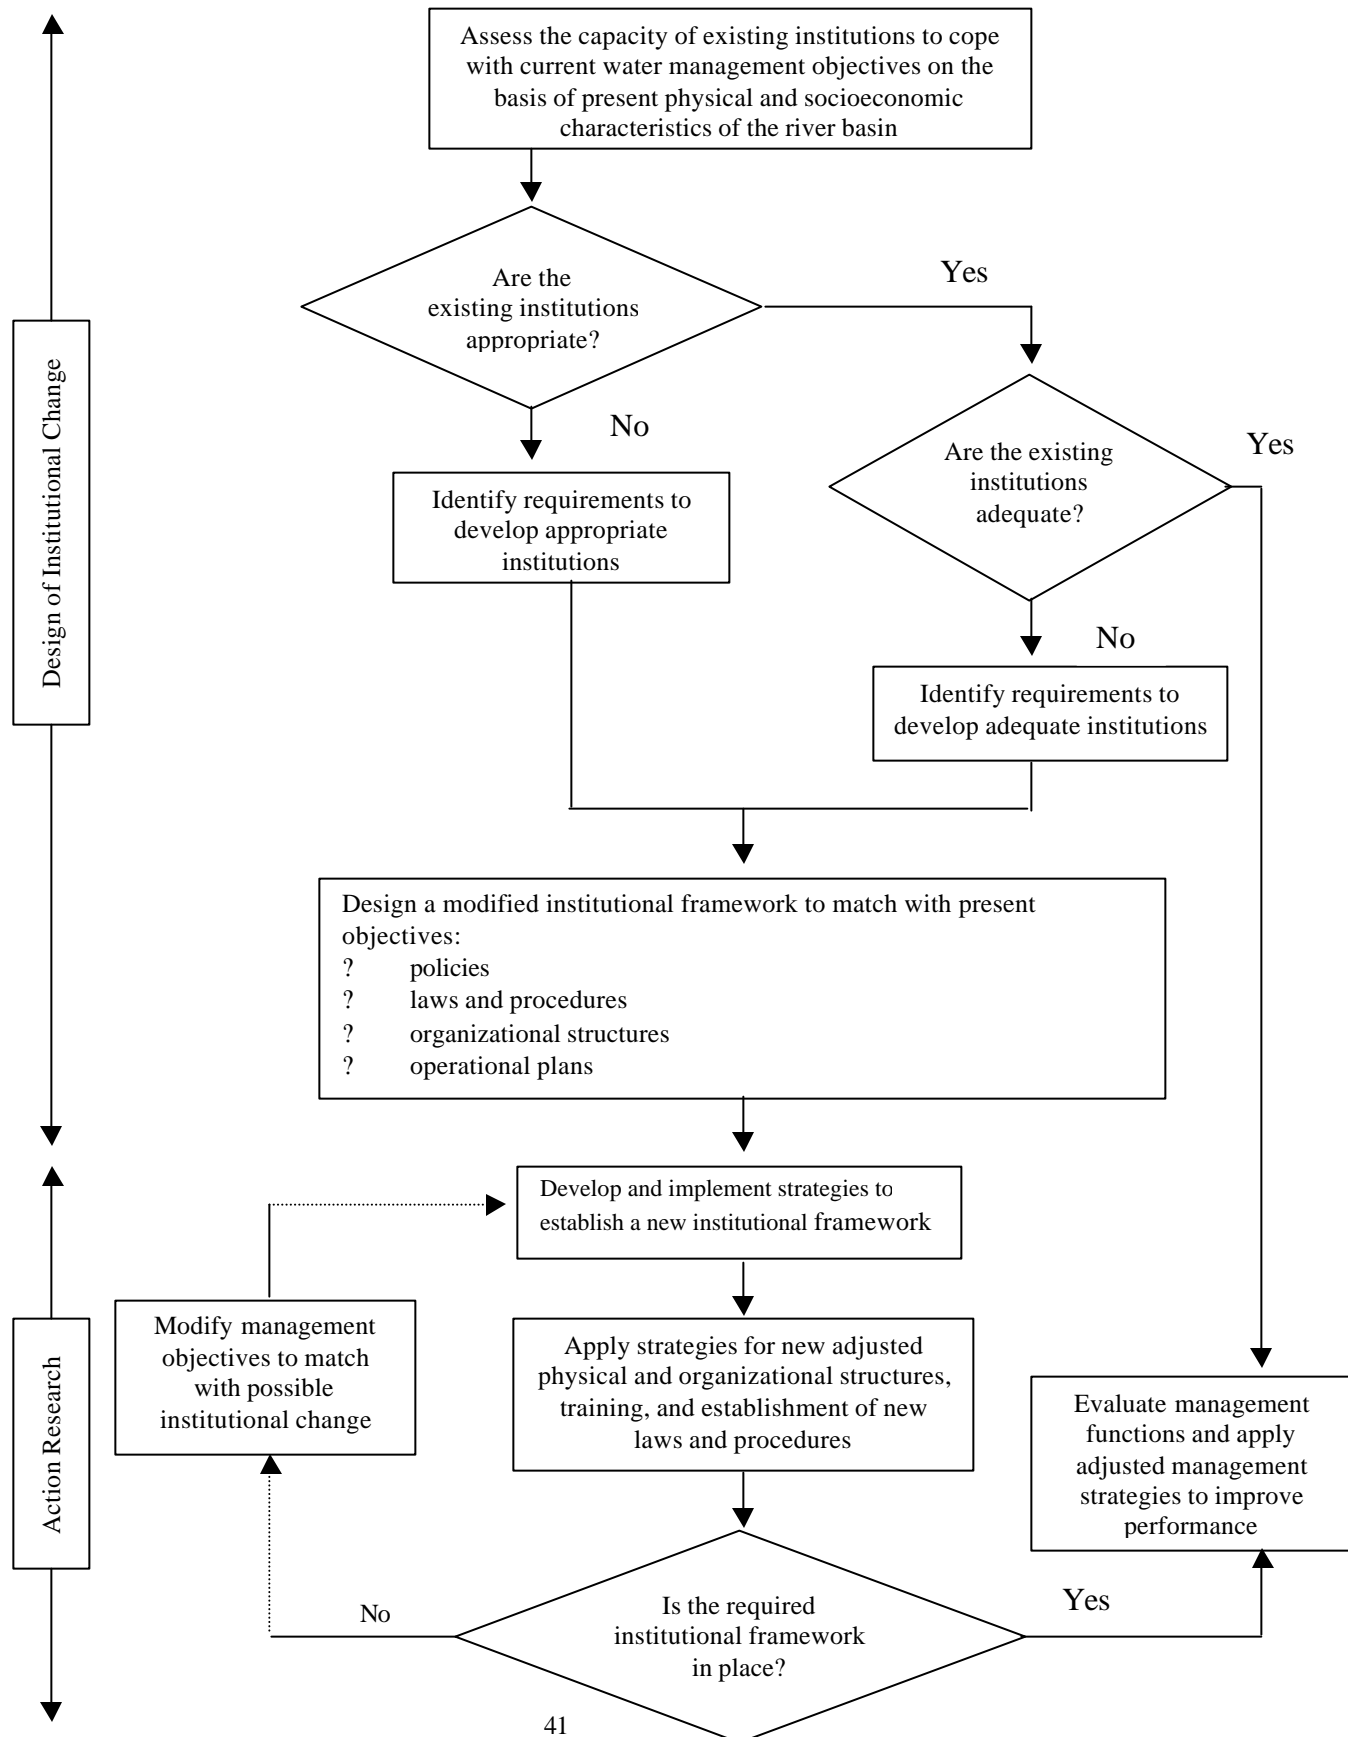 Assess the capacity of existing institutions to cope
with current water management objectives on the
basis of present physical and socioeconomic
characteristics of the river basin
Are the
existing institutions
appropriate?
Yes
No
Design of Institutional Change
Identify requirements to
develop appropriate
institutions
Are the existing
institutions
adequate?
Yes
No
Identify requirements to
develop adequate institutions
Design a modified institutional framework to match with present
objectives:
? policies
? laws and procedures
? organizational structures
? operational plans
Develop and implement strategies to
establish a new institutional framework
Action Research
Modify management
objectives to match
with possible
institutional change
Apply strategies for new adjusted
physical and organizational structures,
training, and establishment of new
laws and procedures
Evaluate management
functions and apply
adjusted management
strategies to improve
performance
No
Is the required
institutional framework
in place?
Yes
41